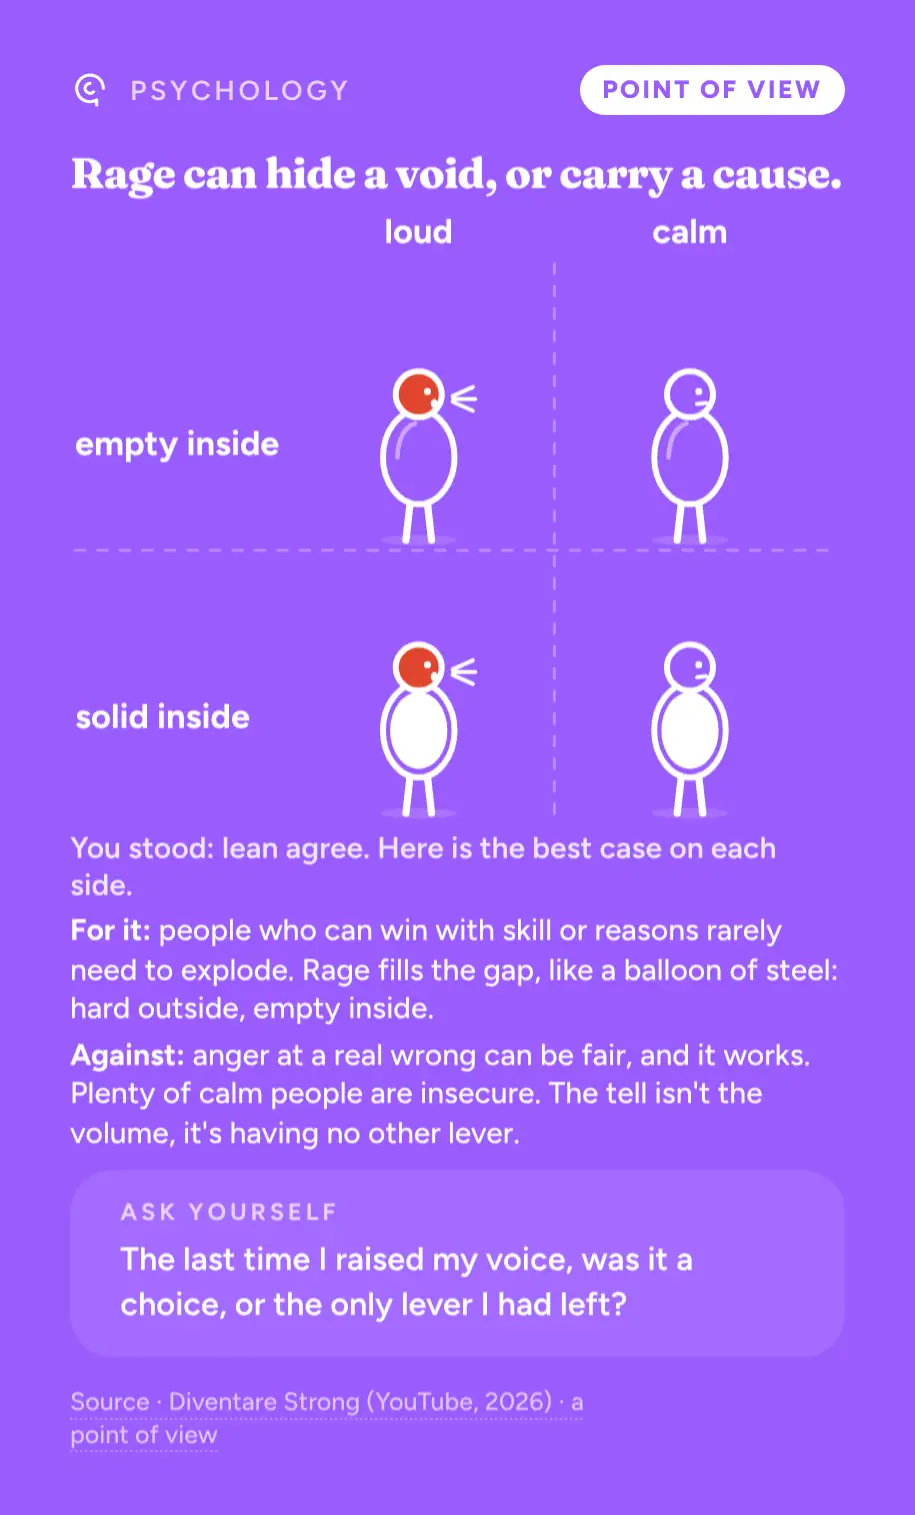 PSYCHOLOGY
POINT OF VIEW
Rage can hide a void, or carry a cause.
loud
calm
empty inside
solid inside
You stood: lean agree. Here is the best case on each
side.
For it: people who can win with skill or reasons rarely
need to explode. Rage fills the gap, like a balloon of steel:
hard outside, empty inside.
Against: anger at a real wrong can be fair, and it works.
Plenty of calm people are insecure. The tell isn't the
volume, it's having no other lever.
ASK YOURSELF
The last time I raised my voice, was it a
choice, or the only lever I had left?
Source · Diventare Strong (YouTube, 2026) · a
point of view